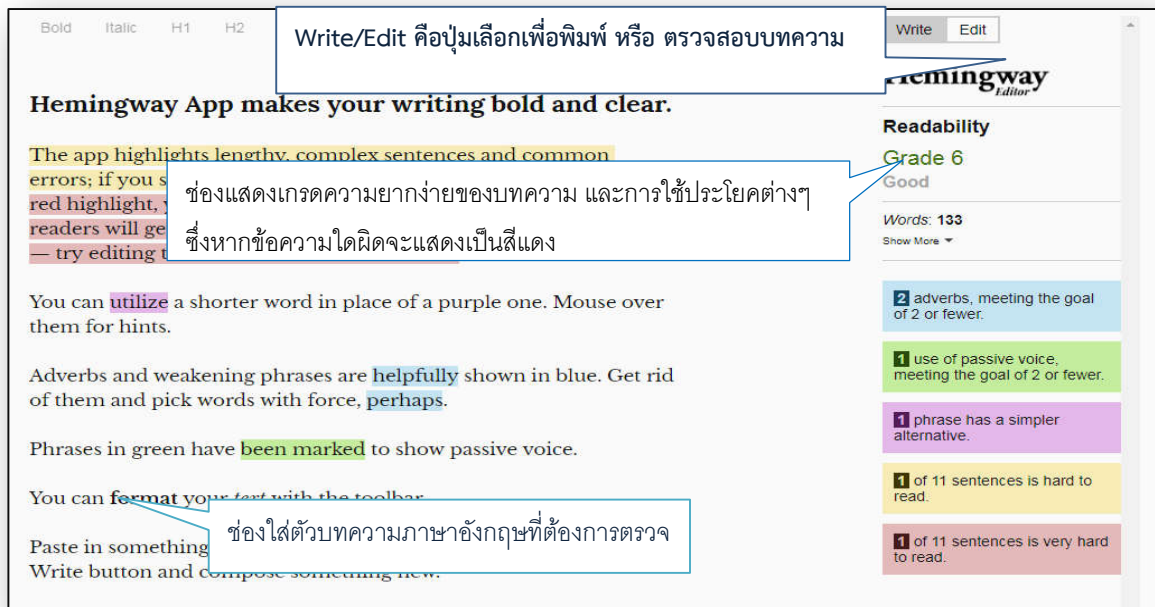 Bold Italic H1 H2
Write/Edit คือปุ่มเลือกเพื่อพิมพ์ หรือ ตรวจสอบบทความ
Write Edit
Hemingway
Editor
Hemingway App makes your writing bold and clear.
The app highlights lengthy, complex sentences and common
errors; if you s
red highlight,
readers will ge
— try editing t
ช่องแสดงเกรดความยากง่ายของบทความ และการใช้ประโยคต่างๆ
ซึ่งหากข้อความใดผิดจะแสดงเป็นสีแดง
You can utilize a shorter word in place of a purple one. Mouse over
them for hints.
Adverbs and weakening phrases are helpfully shown in blue. Get rid
of them and pick words with force, perhaps.
Phrases in green have been marked to show passive voice.
You can format your text with the toolbar.
ช่องใส่ตัวบทความภาษาอังกฤษที่ต้องการตรวจ
Paste in something
Write button and compose something new.
Readability
Grade 6
Good
Words: 133
Show More
2 adverbs, meeting the goal
of 2 or fewer.
1 use of passive voice,
meeting the goal of 2 or fewer.
1 phrase has a simpler
alternative.
1 of 11 sentences is hard to
read.
1 of 11 sentences is very hard
to read.